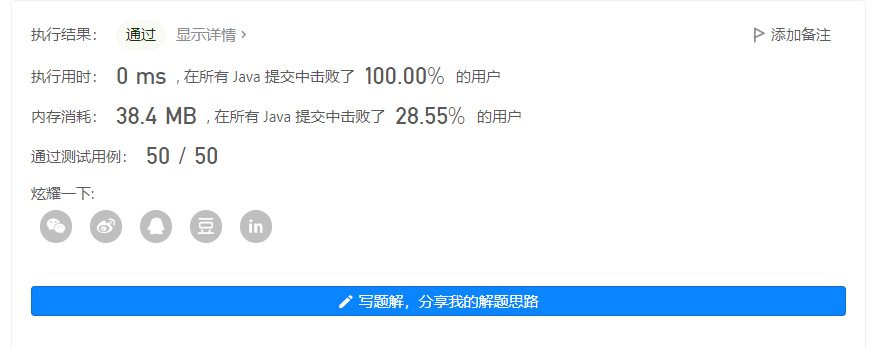 执行结果： 通过 显示详情 > 添加备注
执行用时： 0 ms , 在所有 Java 提交中击败了 100.00% 的用户
内存消耗： 38.4 MB , 在所有 Java 提交中击败了 28.55% 的用户
通过测试用例： 50 / 50
炫耀一下:
豆 in
写题解，分享我的解题思路